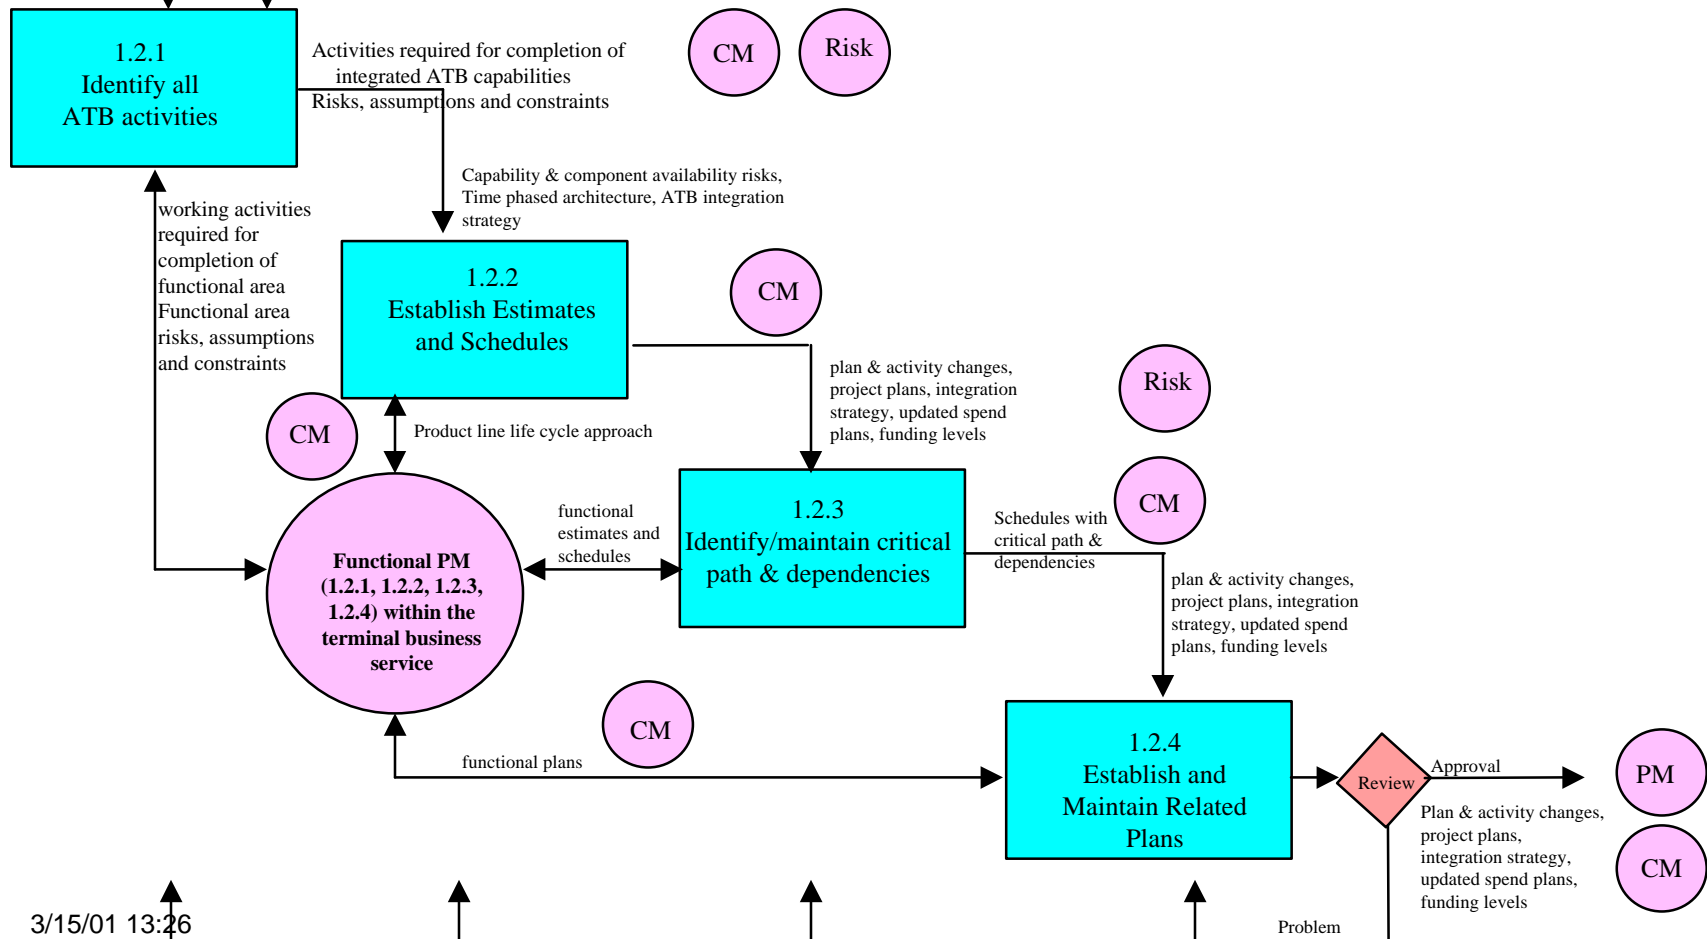 1.2.1
Identify all
ATB activities
Activities required for completion of
integrated ATB capabilities
Risks, assumptions and constraints
CM
Risk
working activities
required for
completion of
functional area
Functional area
risks, assumptions
and constraints
Capability & component availability risks,
Time phased architecture, ATB integration
strategy
1.2.2
Establish Estimates
and Schedules
CM
plan & activity changes,
project plans, integration
strategy, updated spend
plans, funding levels
Risk
CM
Product line life cycle approach
CM
functional
estimates and
schedules
1.2.3
Identify/maintain critical
path & dependencies
Schedules with
critical path &
dependencies
Functional PM
(1.2.1, 1.2.2, 1.2.3,
1.2.4) within the
terminal business
service
plan & activity changes,
project plans, integration
strategy, updated spend
plans, funding levels
CM
functional plans
1.2.4
Establish and
Maintain Related
Plans
Review
Approval
PM
Plan & activity changes,
project plans,
integration strategy,
updated spend plans,
funding levels
CM
3/15/01 13:26
Problem